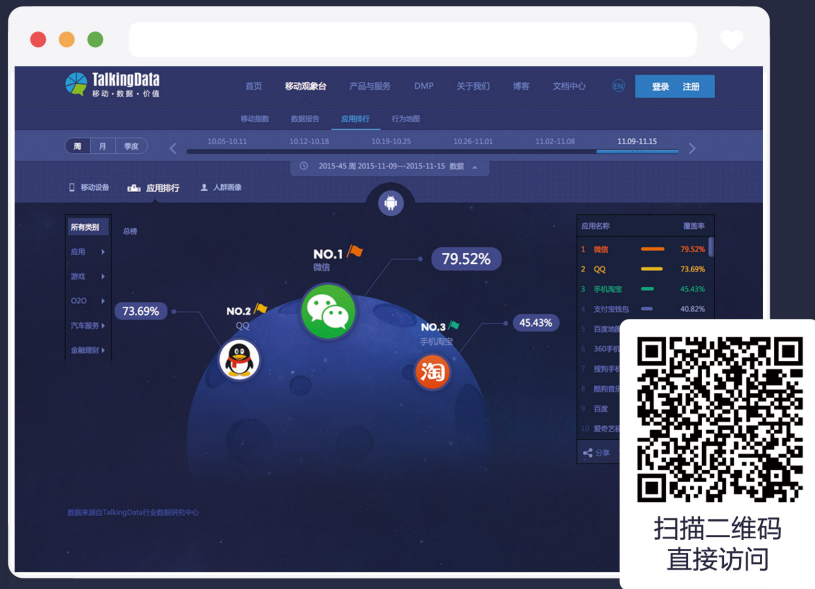 TalkingData
移动·数据·价值
首页 移动观象台 产品与服务 DMP 关于我们 博客 文档中心 EN 登录 注册
移动指数 数据报告 应用排行 行为地图
周 月 季度 10.05-10.11 10.12-10.18 10.19-10.25 10.26-11.01 11.02-11.08 11.09-11.15
2015-45 周 2015-11-09---2015-11-15 数据
移动设备 应用排行 人群画像
所有类别
应用
游戏
O2O
汽车服务
金融理财
总榜
NO.1
微信
79.52%
73.69%
NO.2
QQ
NO.3
手机淘宝
45.43%
淘
应用名称 覆盖率
1 微信 79.52%
2 QQ 73.69%
3 手机淘宝 45.43%
4 支付宝钱包 40.82%
5 百度地图
6 360手机
7 搜狗手机
8 酷狗音乐
9 百度
10 爱奇艺视
分享
数据来源自TalkingData行业数据研究中心
扫描二维码
直接访问